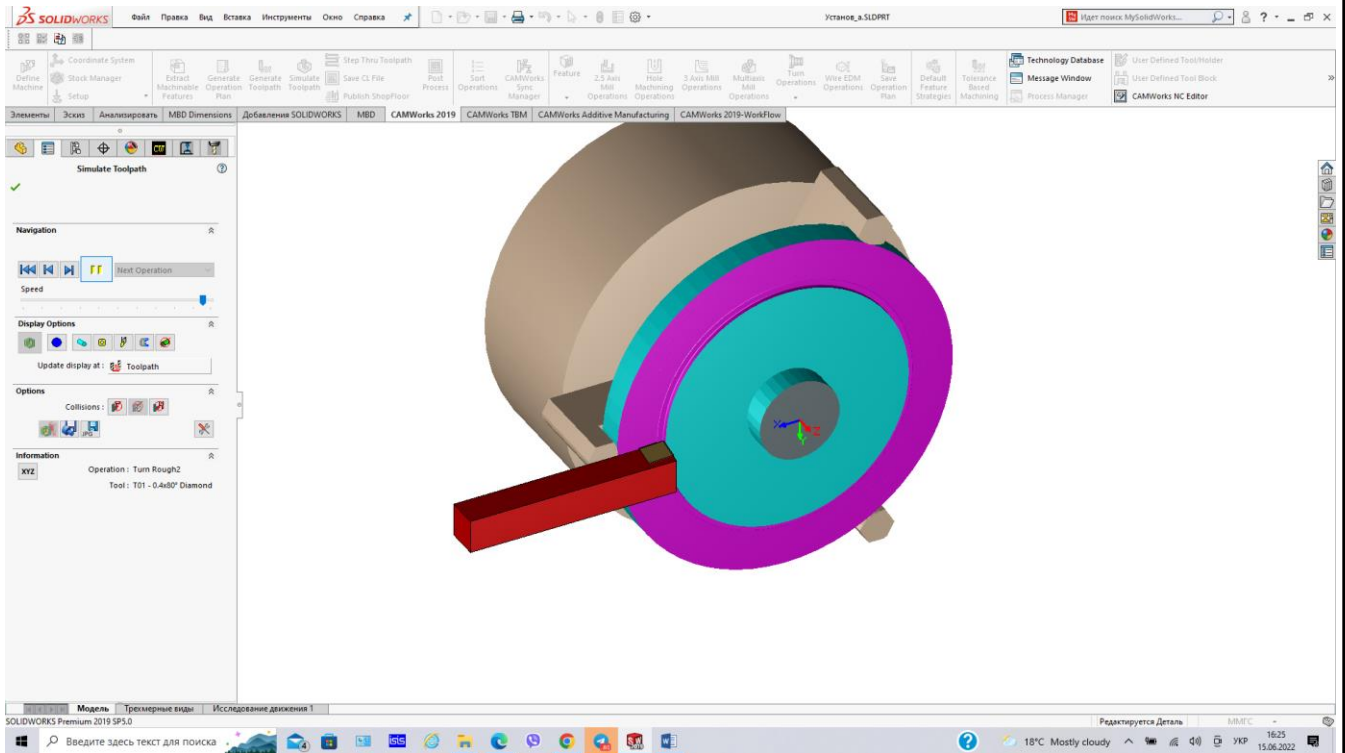 SOLIDWORKS Файл Правка Вид Вставка Инструменты Окно Справка Установ_а.SLDPRT Идет поиск MySolidWorks...
Define Machine
Coordinate System
Stock Manager
Setup
Extract Machinable Features
Generate Operation Plan
Generate Toolpath
Simulate Toolpath
Step Thru Toolpath
Save CL File
Publish ShopFloor
Post Process
Sort Operations
CAMWorks Sync Manager
Feature
2.5 Axis Mill Operations
Hole Machining Operations
3 Axis Mill Operations
Multiaxis Mill Operations
Turn Operations
Wire EDM Operations
Save Operation Plan
Default Feature Strategies
Tolerance Based Machining
Technology Database
Message Window
Process Manager
User Defined Tool/Holder
User Defined Tool Block:
CAMWorks NC Editor
Элементы Эскиз Анализировать MBD Dimensions Добавления SOLIDWORKS MBD CAMWorks 2019 CAMWorks TBM CAMWorks Additive Manufacturing CAMWorks 2019-WorkFlow
Simulate Toolpath
Navigation
Next Operation
Speed
Display Options
Update display at : Toolpath
Options
Collisions :
JPG
Information
XYZ Operation : Turn Rough2
Tool : T01 - 0.4x80° Diamond
X Y Z
Модель Трехмерные виды Исследование движения 1
SOLIDWORKS Premium 2019 SP5.0 Редактируется Деталь ММГС -
Введите здесь текст для поиска 18°C Mostly cloudy УКР 16:25
15.06.2022